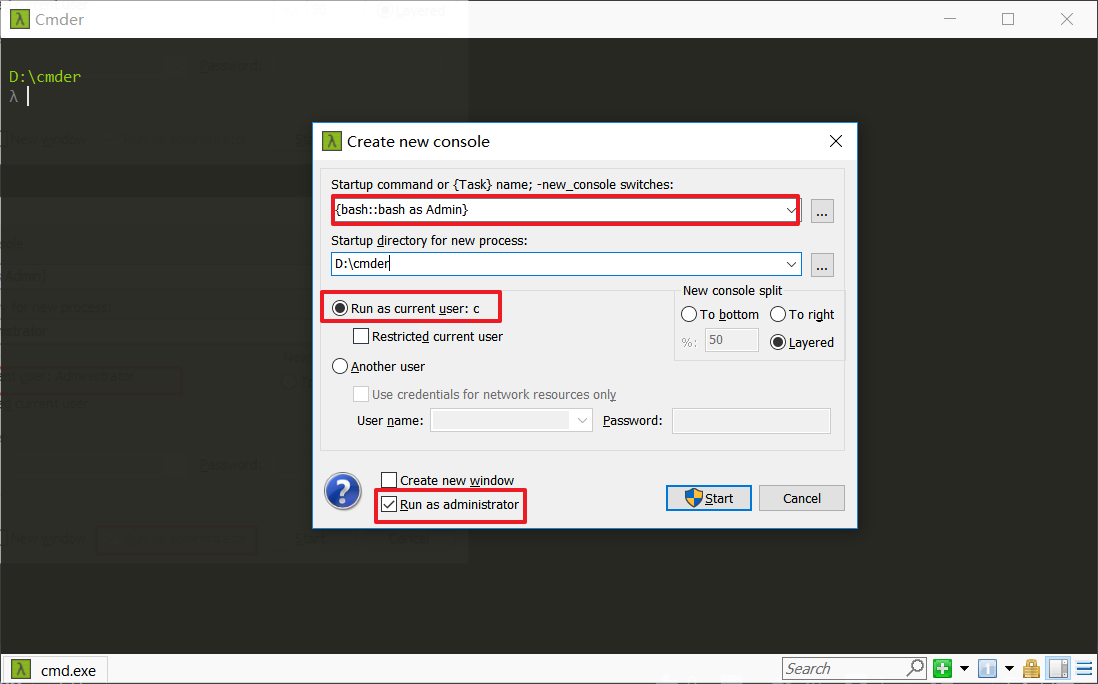 Cmder
D:\cmder
λ
Create new console
Startup command or {Task} name; -new_console switches:
{bash::bash as Admin}
...
Startup directory for new process:
D:\cmder
...
Run as current user: c
Restricted current user
Another user
Use credentials for network resources only
User name:
Password:
New console split
To bottom
To right
%: 50
Layered
Create new window
Run as administrator
Start
Cancel
cmd.exe
Search